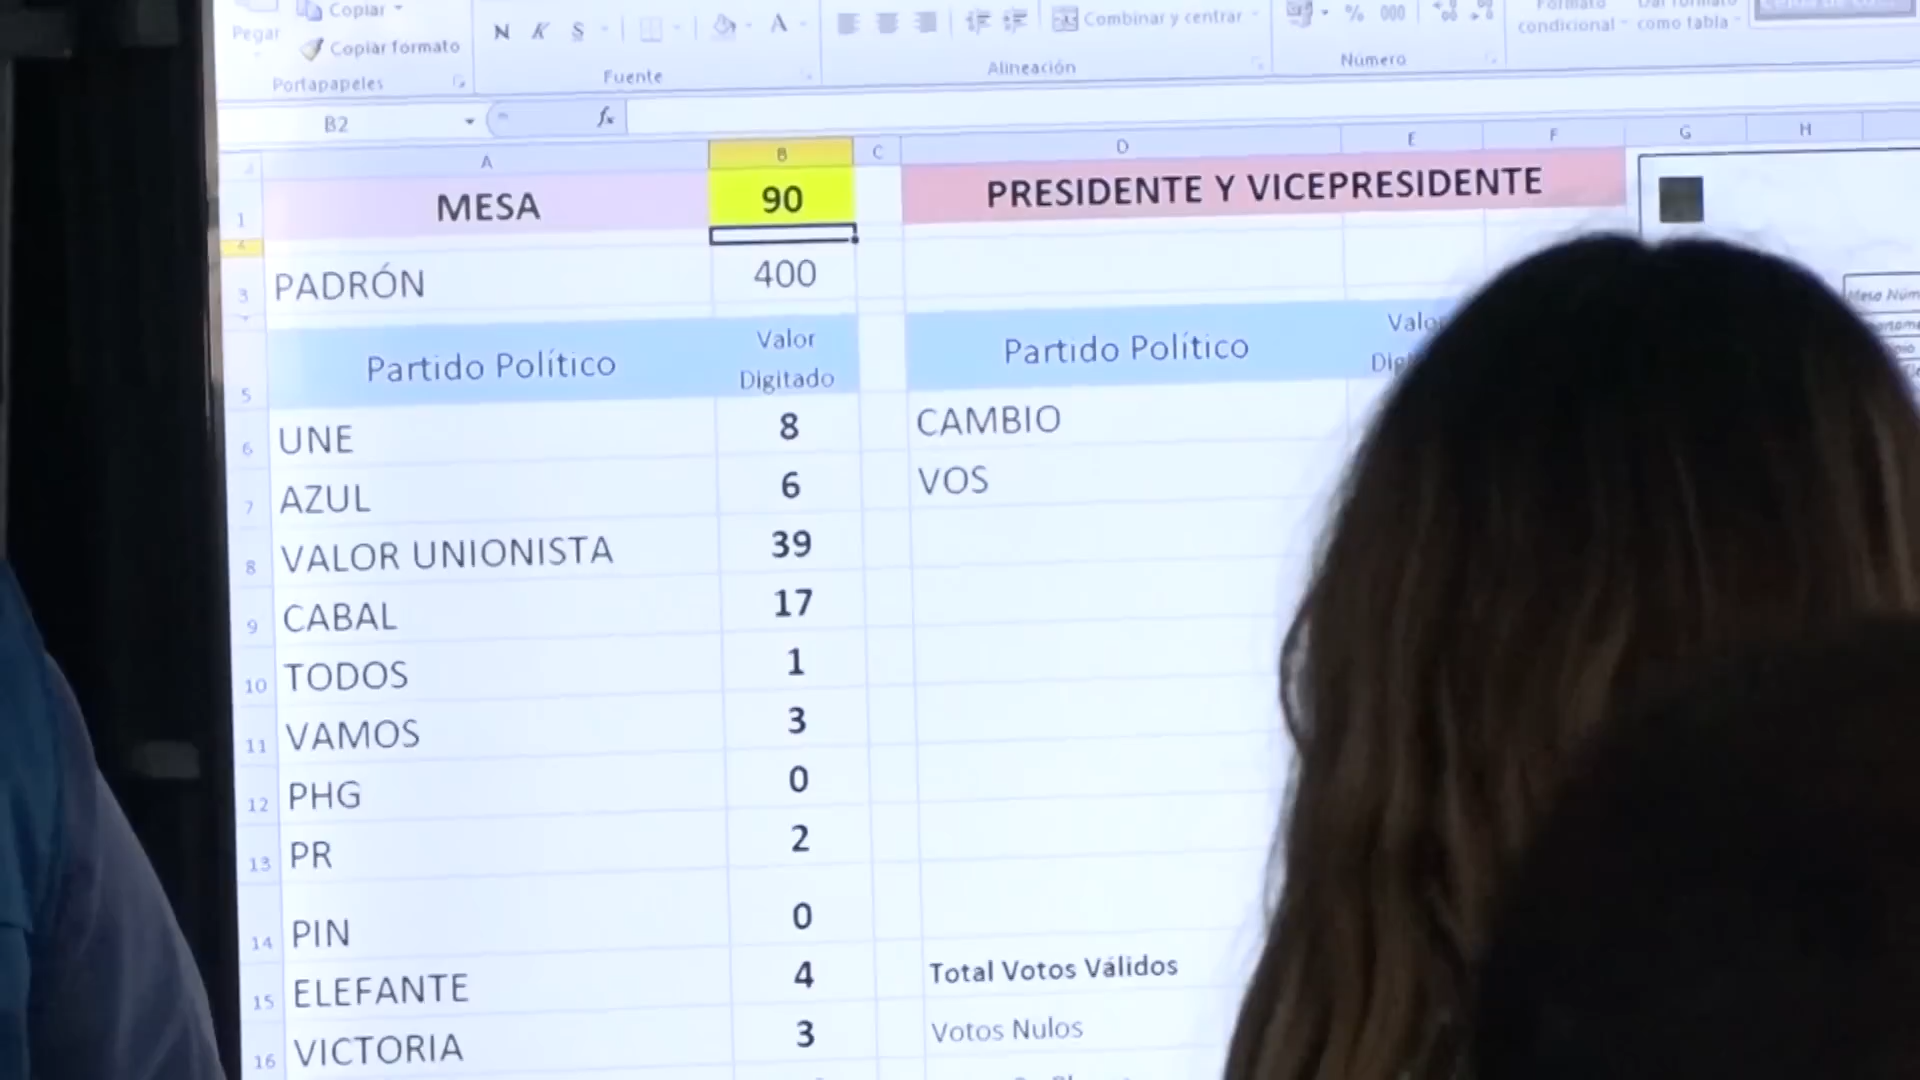 Pegar Copiar
Copiar formato
Portapapeles
N K S A
Fuente
Combinar y centrar
Alineación
% 000
Número
Formato
condicional como tabla
B2 fx
A B C D E F G H
1 MESA 90 PRESIDENTE Y VICEPRESIDENTE
3 PADRÓN 400
5 Partido Político Valor Digitado Partido Político
6 UNE 8 CAMBIO
7 AZUL 6 VOS
8 VALOR UNIONISTA 39
9 CABAL 17
10 TODOS 1
11 VAMOS 3
12 PHG 0
13 PR 2
14 PIN 0
15 ELEFANTE 4 Total Votos Válidos
16 VICTORIA 3 Votos Nulos
Mesa